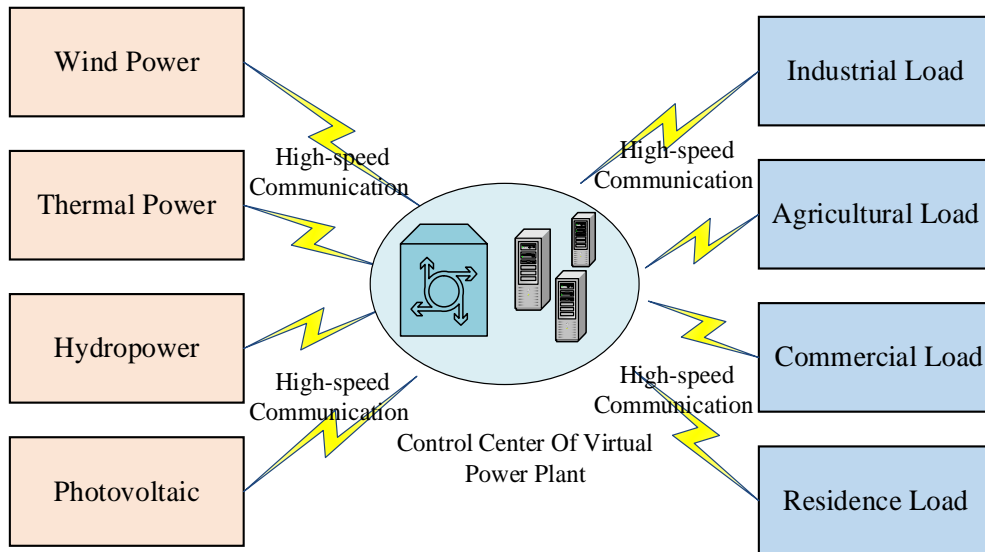 Wind Power
Industrial Load
High-speed
Communication
High-speed
Communication
Thermal Power
Agricultural Load
Hydropower
Commercial Load
High-speed
Communication
High-speed
Communication
Control Center Of Virtual
Power Plant
Photovoltaic
Residence Load